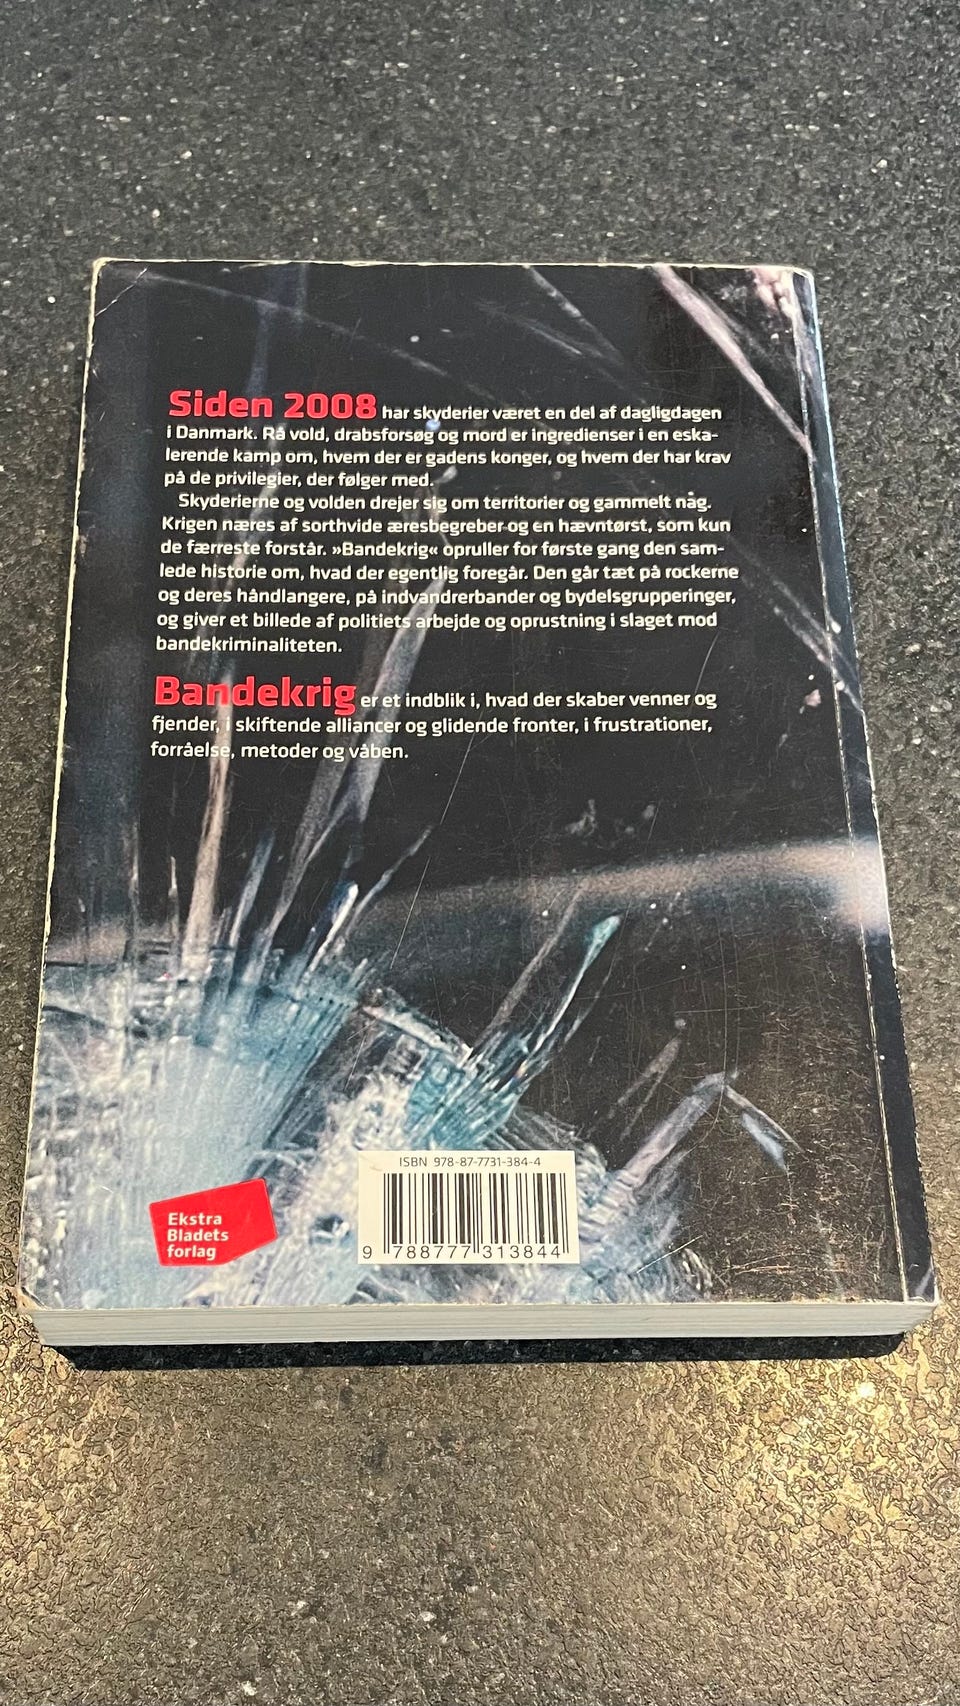 Siden 2008 har skyderier været en del af dagligdagen
i Danmark. Rå vold, drabsforsøg og mord er ingredienser i en eska-
lerende kamp om, hvem der er gadens konger, og hvem der har krav
på de privilegier, der følger med.
Skyderierne og volden drejer sig om territorier og gammelt nag.
Krigen næres af sorthvide æresbegreber og en hævntørst, som kun
de færreste forstår. »Bandekrig« opruller for første gang den sam-
lede historie om, hvad der egentlig foregår. Den går tæt på rockerne
og deres håndlangere, på indvandrerbander og bydelsgrupperinger,
og giver et billede af politiets arbejde og oprustning i slaget mod
bandekriminaliteten.
Bandekrig er et indblik i, hvad der skaber venner og
fjender, i skiftende alliancer og glidende fronter, i frustrationer,
forråelse, metoder og våben.
ISBN 978-87-7731-384-4
9 788777 313844
Ekstra
Bladets
forlag